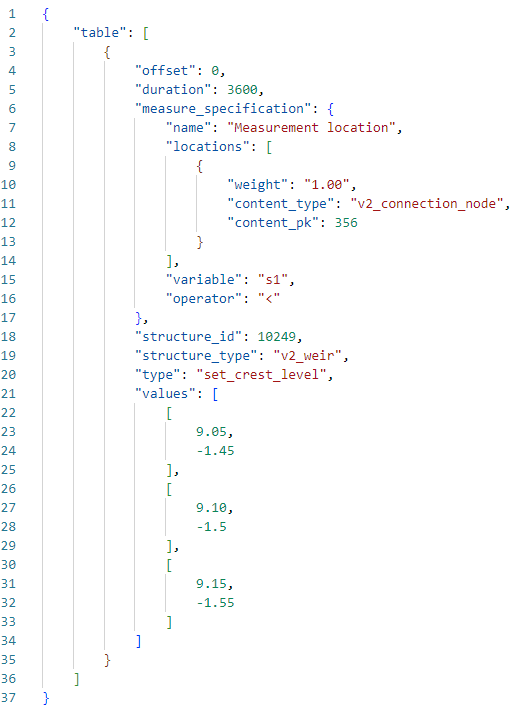 1 {
2     "table": [
3         {
4             "offset": 0,
5             "duration": 3600,
6             "measure_specification": {
7                 "name": "Measurement location",
8                 "locations": [
9                     {
10                         "weight": "1.00",
11                         "content_type": "v2_connection_node",
12                         "content_pk": 356
13                     }
14                 ],
15                 "variable": "s1",
16                 "operator": "<"
17             },
18             "structure_id": 10249,
19             "structure_type": "v2_weir",
20             "type": "set_crest_level",
21             "values": [
22                 [
23                     9.05,
24                     -1.45
25                 ],
26                 [
27                     9.10,
28                     -1.5
29                 ],
30                 [
31                     9.15,
32                     -1.55
33                 ]
34             ]
35         }
36     ]
37 }